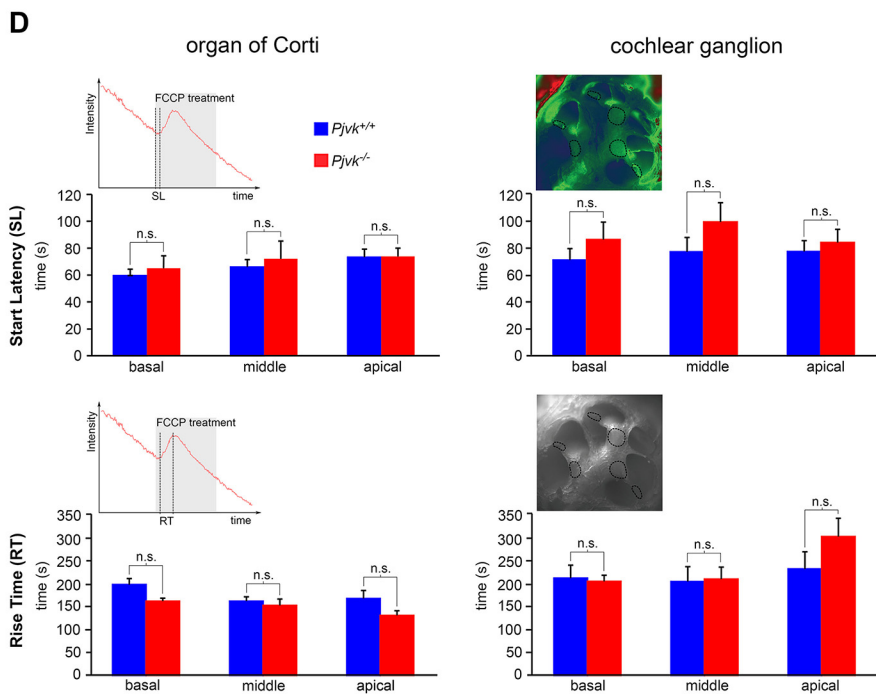 D
organ of Corti
cochlear ganglion
Intensity
FCCP treatment
SL
time
Pjvk+/+
Pjvk-/-
Start Latency (SL)
time (s)
120
100
80
60
40
20
0
n.s.
n.s.
n.s.
basal
middle
apical
time (s)
120
100
80
60
40
20
0
n.s.
n.s.
n.s.
basal
middle
apical
Intensity
FCCP treatment
RT
time
Rise Time (RT)
time (s)
350
300
250
200
150
100
50
0
n.s.
n.s.
n.s.
basal
middle
apical
time (s)
350
300
250
200
150
100
50
0
n.s.
n.s.
n.s.
basal
middle
apical